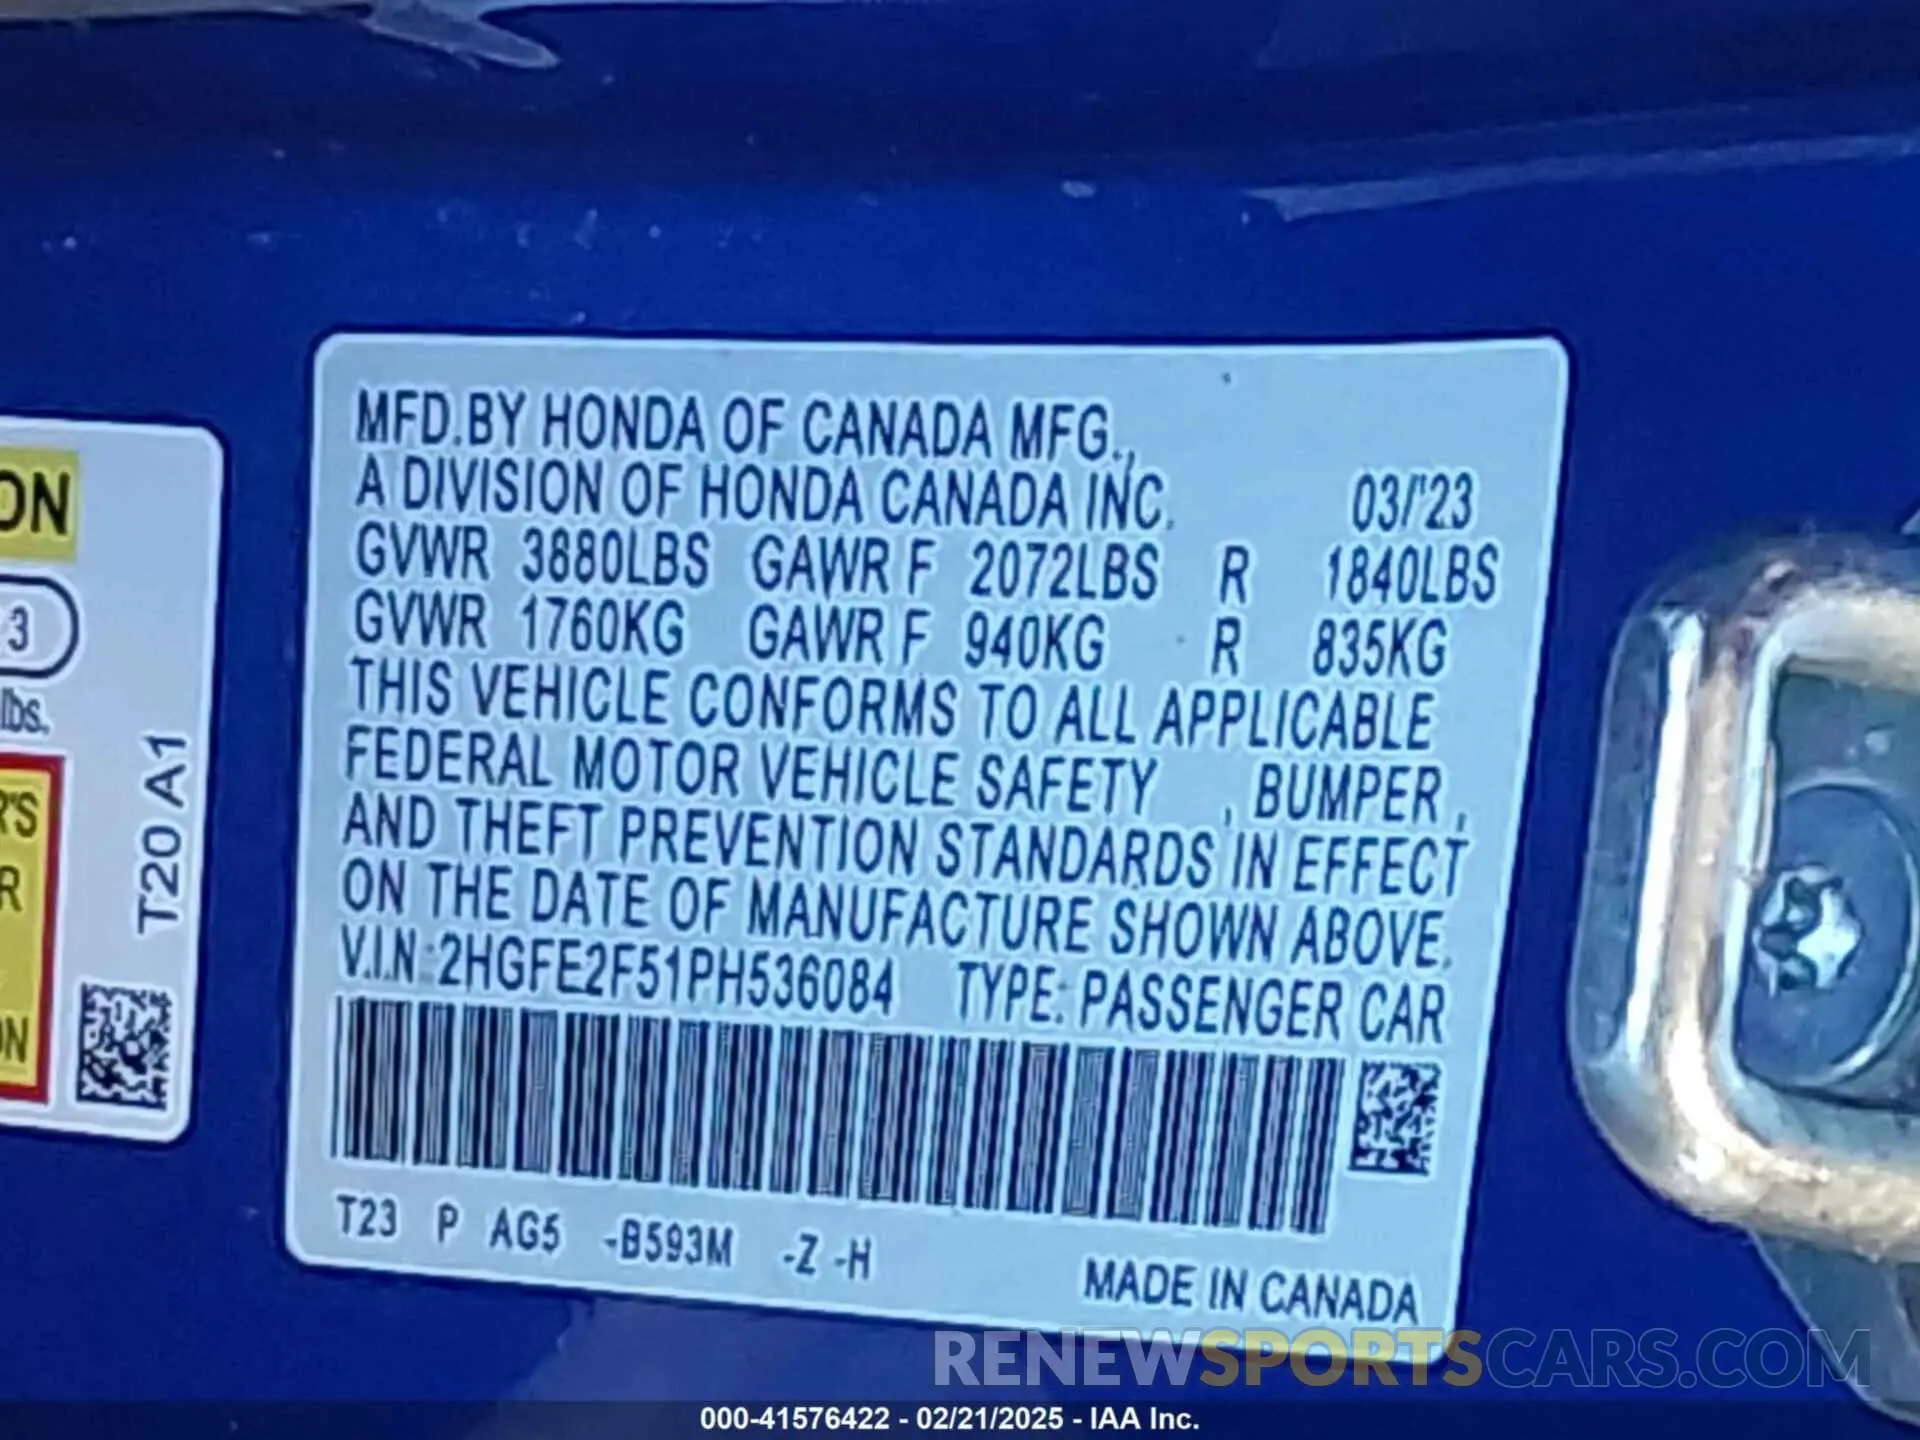 ON
3
lbs.
R'S
R
ON
T20 A1
MFD.BY HONDA OF CANADA MFG.,
A DIVISION OF HONDA CANADA INC. 03/'23
GVWR 3880LBS GAWR F 2072LBS R 1840LBS
GVWR 1760KG GAWR F 940KG R 835KG
THIS VEHICLE CONFORMS TO ALL APPLICABLE
FEDERAL MOTOR VEHICLE SAFETY , BUMPER,
AND THEFT PREVENTION STANDARDS IN EFFECT
ON THE DATE OF MANUFACTURE SHOWN ABOVE.
V.I.N:2HGFE2F51PH536084 TYPE: PASSENGER CAR
T23 P AG5 -B593M -Z -H
MADE IN CANADA
RENEWSPORTSCARS.COM
000-41576422 - 02/21/2025 - IAA Inc.